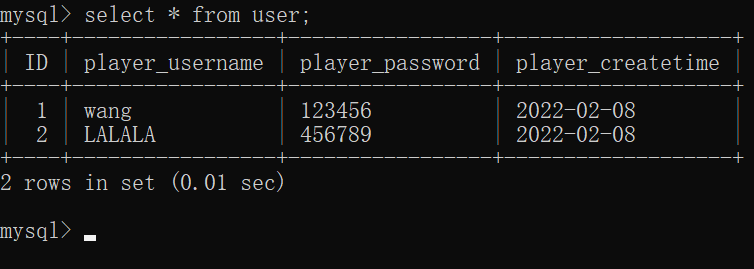 mysql> select * from user;
+----+-----------------+-----------------+-------------------+
| ID | player_username | player_password | player_createtime |
+----+-----------------+-----------------+-------------------+
| 1 | wang | 123456 | 2022-02-08 |
| 2 | LALALA | 456789 | 2022-02-08 |
+----+-----------------+-----------------+-------------------+
2 rows in set (0.01 sec)
mysql>